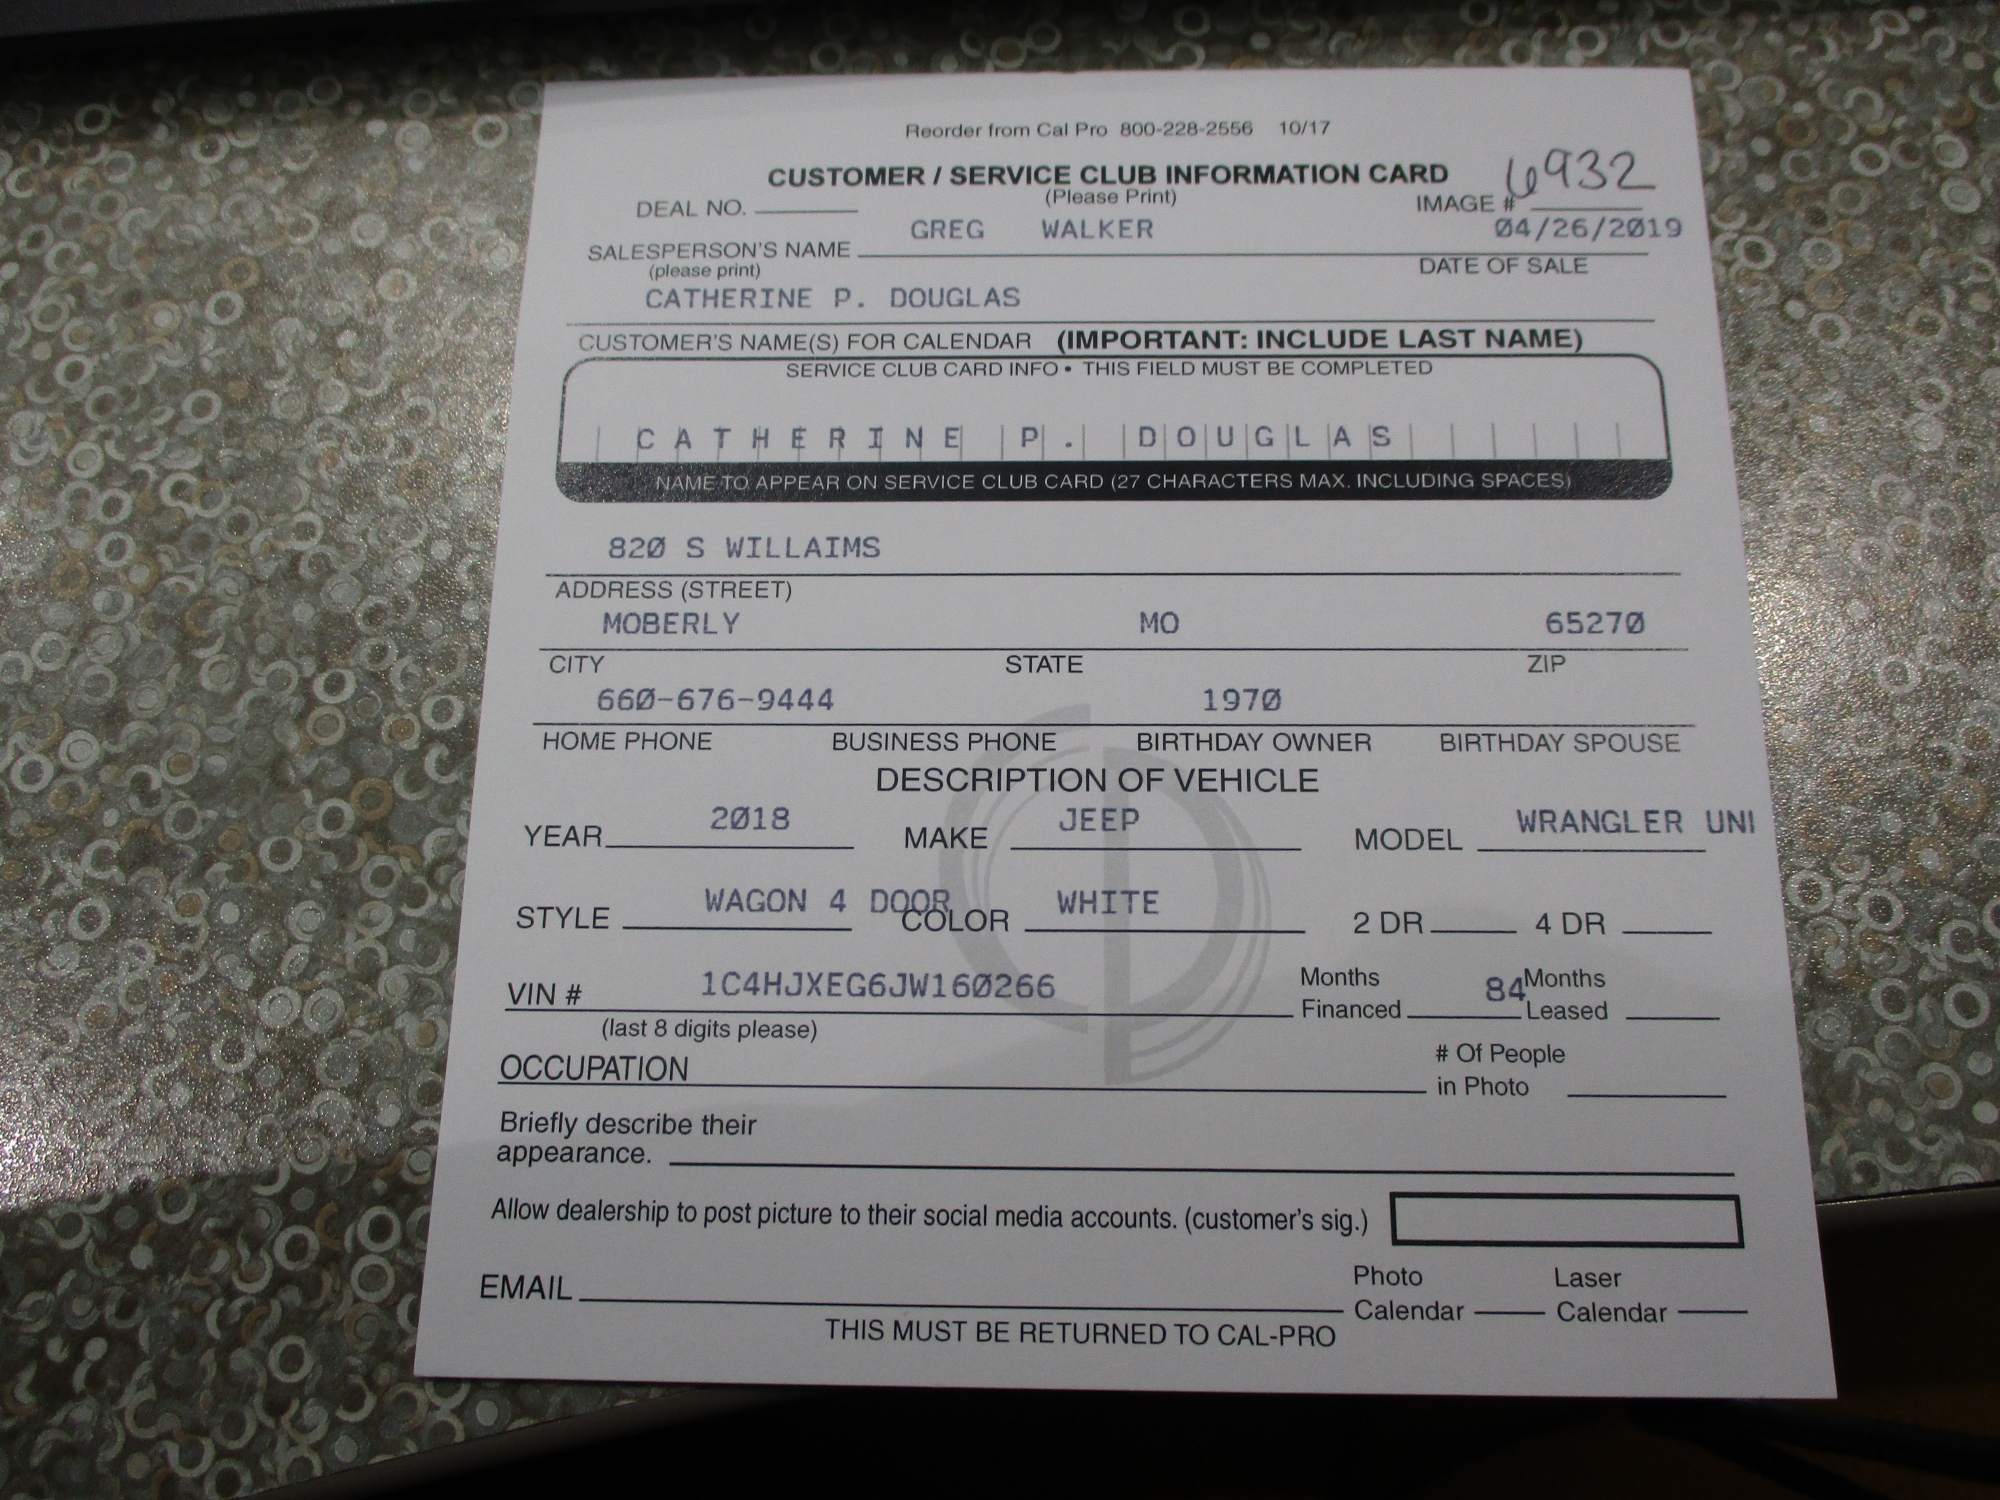 Reorder from Cal Pro 800-228-2556 10/17
CUSTOMER / SERVICE CLUB INFORMATION CARD
(Please Print)
6932
DEAL NO.
IMAGE #
GREG WALKER
04/26/2019
SALESPERSON'S NAME
(please print)
DATE OF SALE
CATHERINE P. DOUGLAS
CUSTOMER'S NAME(S) FOR CALENDAR (IMPORTANT: INCLUDE LAST NAME)
SERVICE CLUB CARD INFO • THIS FIELD MUST BE COMPLETED
CATHERINE P. DOUGLAS
NAME TO APPEAR ON SERVICE CLUB CARD (27 CHARACTERS MAX. INCLUDING SPACES)
820 S WILLAIMS
ADDRESS (STREET)
MOBERLY MO 65270
CITY STATE ZIP
660-676-9444 1970
HOME PHONE BUSINESS PHONE BIRTHDAY OWNER BIRTHDAY SPOUSE
DESCRIPTION OF VEHICLE
YEAR 2018 MAKE JEEP MODEL WRANGLER UNI
STYLE WAGON 4 DOOR COLOR WHITE 2 DR 4 DR
VIN # 1C4HJXEG6JW160266 Months Financed 84 Months Leased
(last 8 digits please)
OCCUPATION # Of People in Photo
Briefly describe their
appearance.
Allow dealership to post picture to their social media accounts. (customer's sig.)
EMAIL Photo Calendar Laser Calendar
THIS MUST BE RETURNED TO CAL-PRO